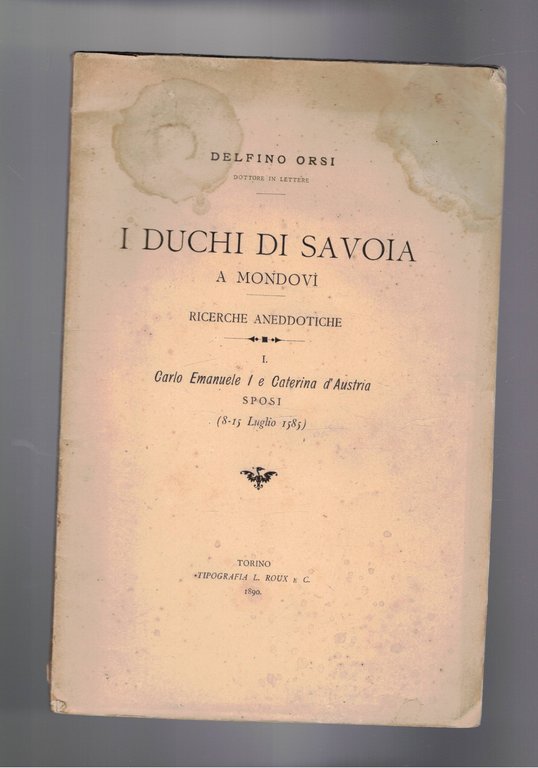 DELFINO ORSI
DOTTORE IN LETTERE
I DUCHI DI SAVOIA
A MONDOVÌ
RICERCHE ANEDDOTICHE
I.
Carlo Emanuele I e Caterina d'Austria
SPOSI
(8-15 Luglio 1585)
TORINO
TIPOGRAFIA L. ROUX E C.
1890.